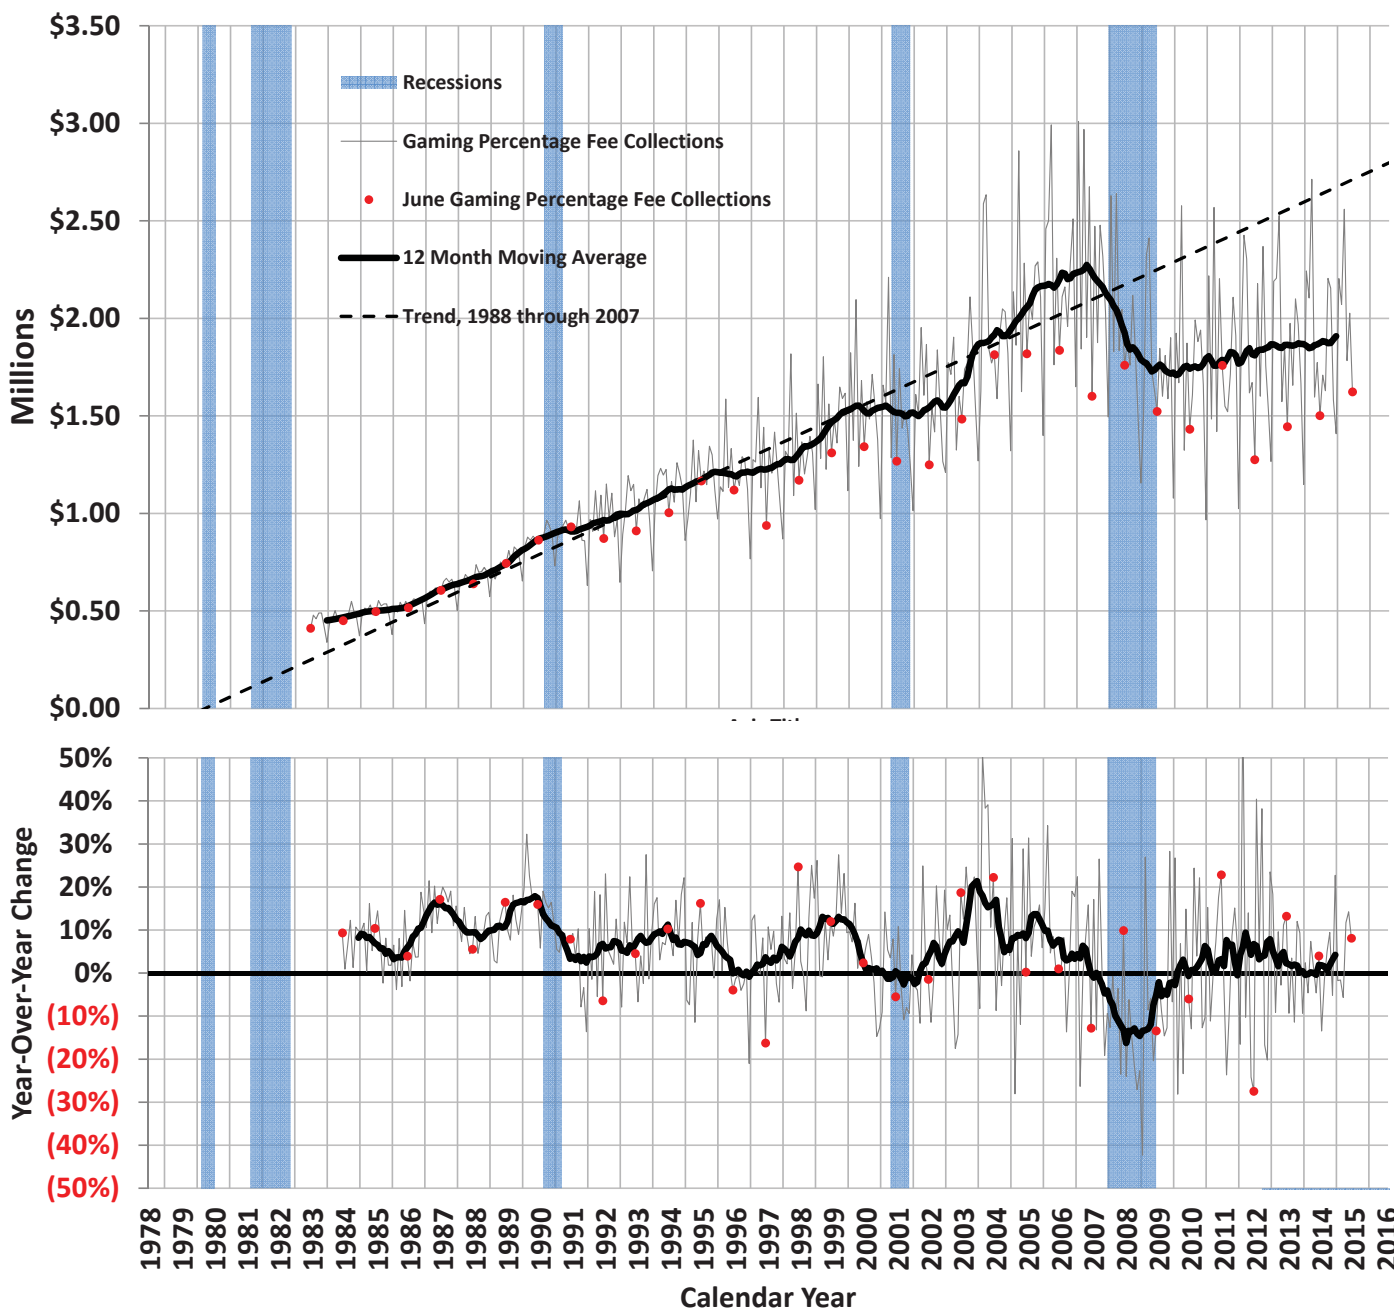 $3.50
$3.00
$2.50
$2.00
$1.50
$1.00
$0.50
$0.00
Millions
Recessions
Gaming Percentage Fee Collections
June Gaming Percentage Fee Collections
12 Month Moving Average
Trend, 1988 through 2007
50%
40%
30%
20%
10%
0%
(10%)
(20%)
(30%)
(40%)
(50%)
Year-Over-Year Change
1978 1979 1980 1981 1982 1983 1984 1985 1986 1987 1988 1989 1990 1991 1992 1993 1994 1995 1996 1997 1998 1999 2000 2001 2002 2003 2004 2005 2006 2007 2008 2009 2010 2011 2012 2013 2014 2015 2016
Calendar Year